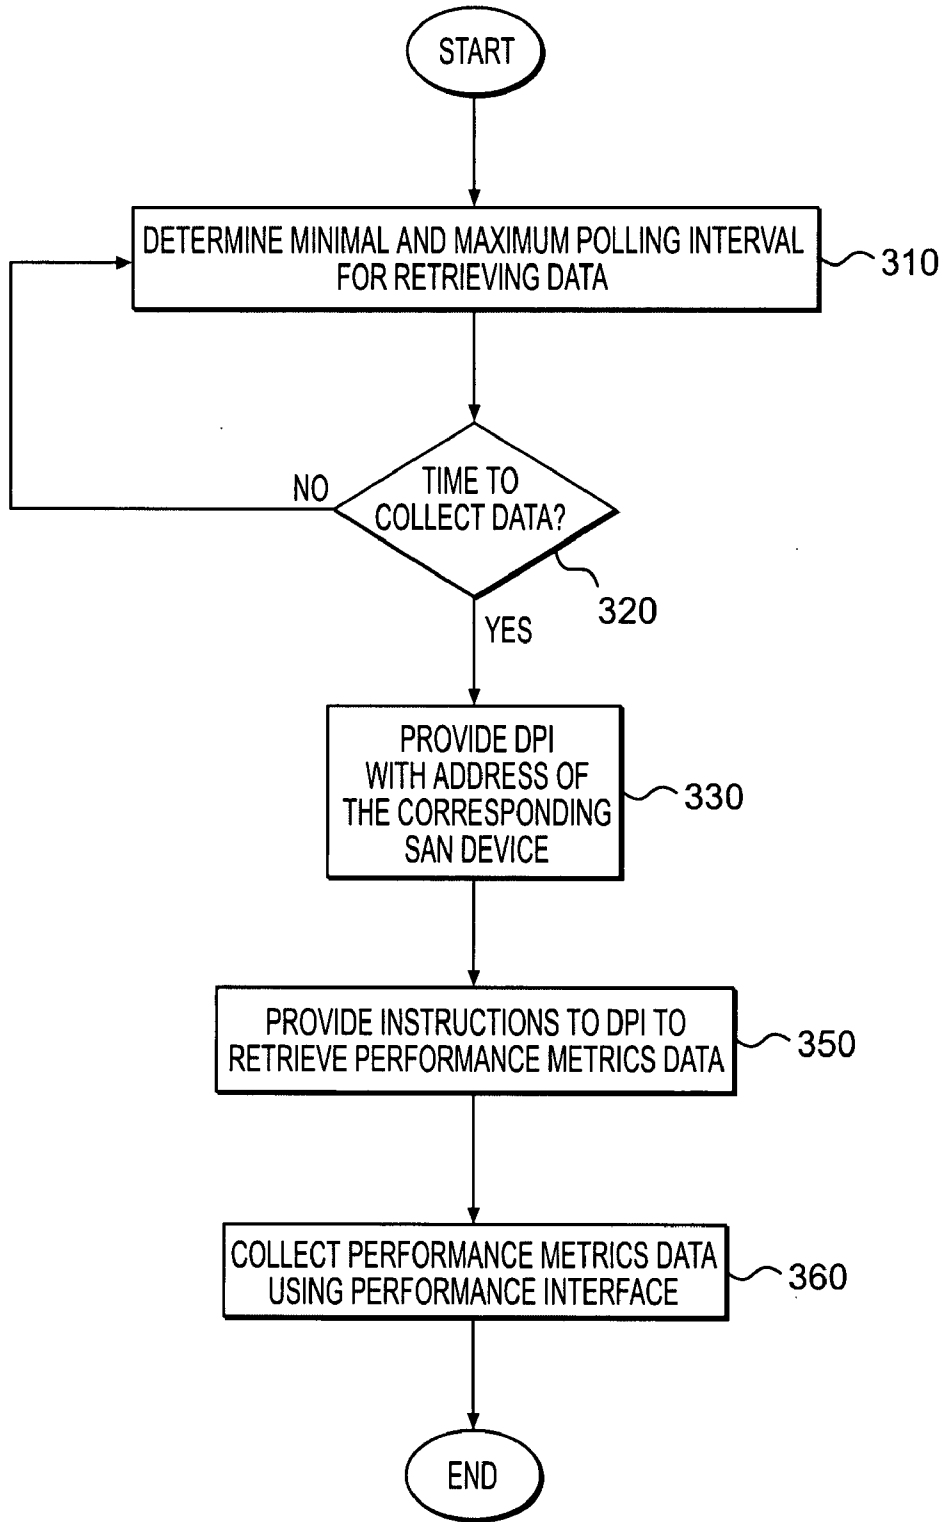 START
DETERMINE MINIMAL AND MAXIMUM POLLING INTERVAL
FOR RETRIEVING DATA
310
TIME TO
COLLECT DATA?
NO
320
YES
PROVIDE DPI
WITH ADDRESS OF
THE CORRESPONDING
SAN DEVICE
330
PROVIDE INSTRUCTIONS TO DPI TO
RETRIEVE PERFORMANCE METRICS DATA
350
COLLECT PERFORMANCE METRICS DATA
USING PERFORMANCE INTERFACE
360
END